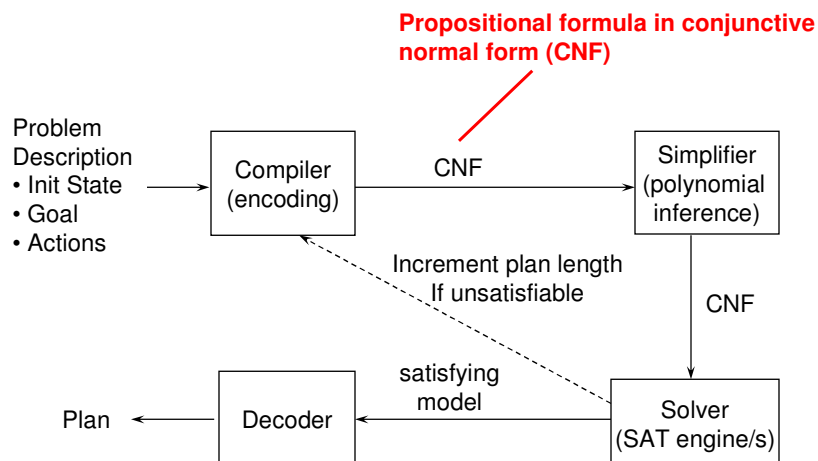 Propositional formula in conjunctive
normal form (CNF)
Problem
Description
• Init State
• Goal
• Actions
Compiler
(encoding)
CNF
Simplifier
(polynomial
inference)
Increment plan length
If unsatisfiable
CNF
Plan
Decoder
satisfying
model
Solver
(SAT engine/s)